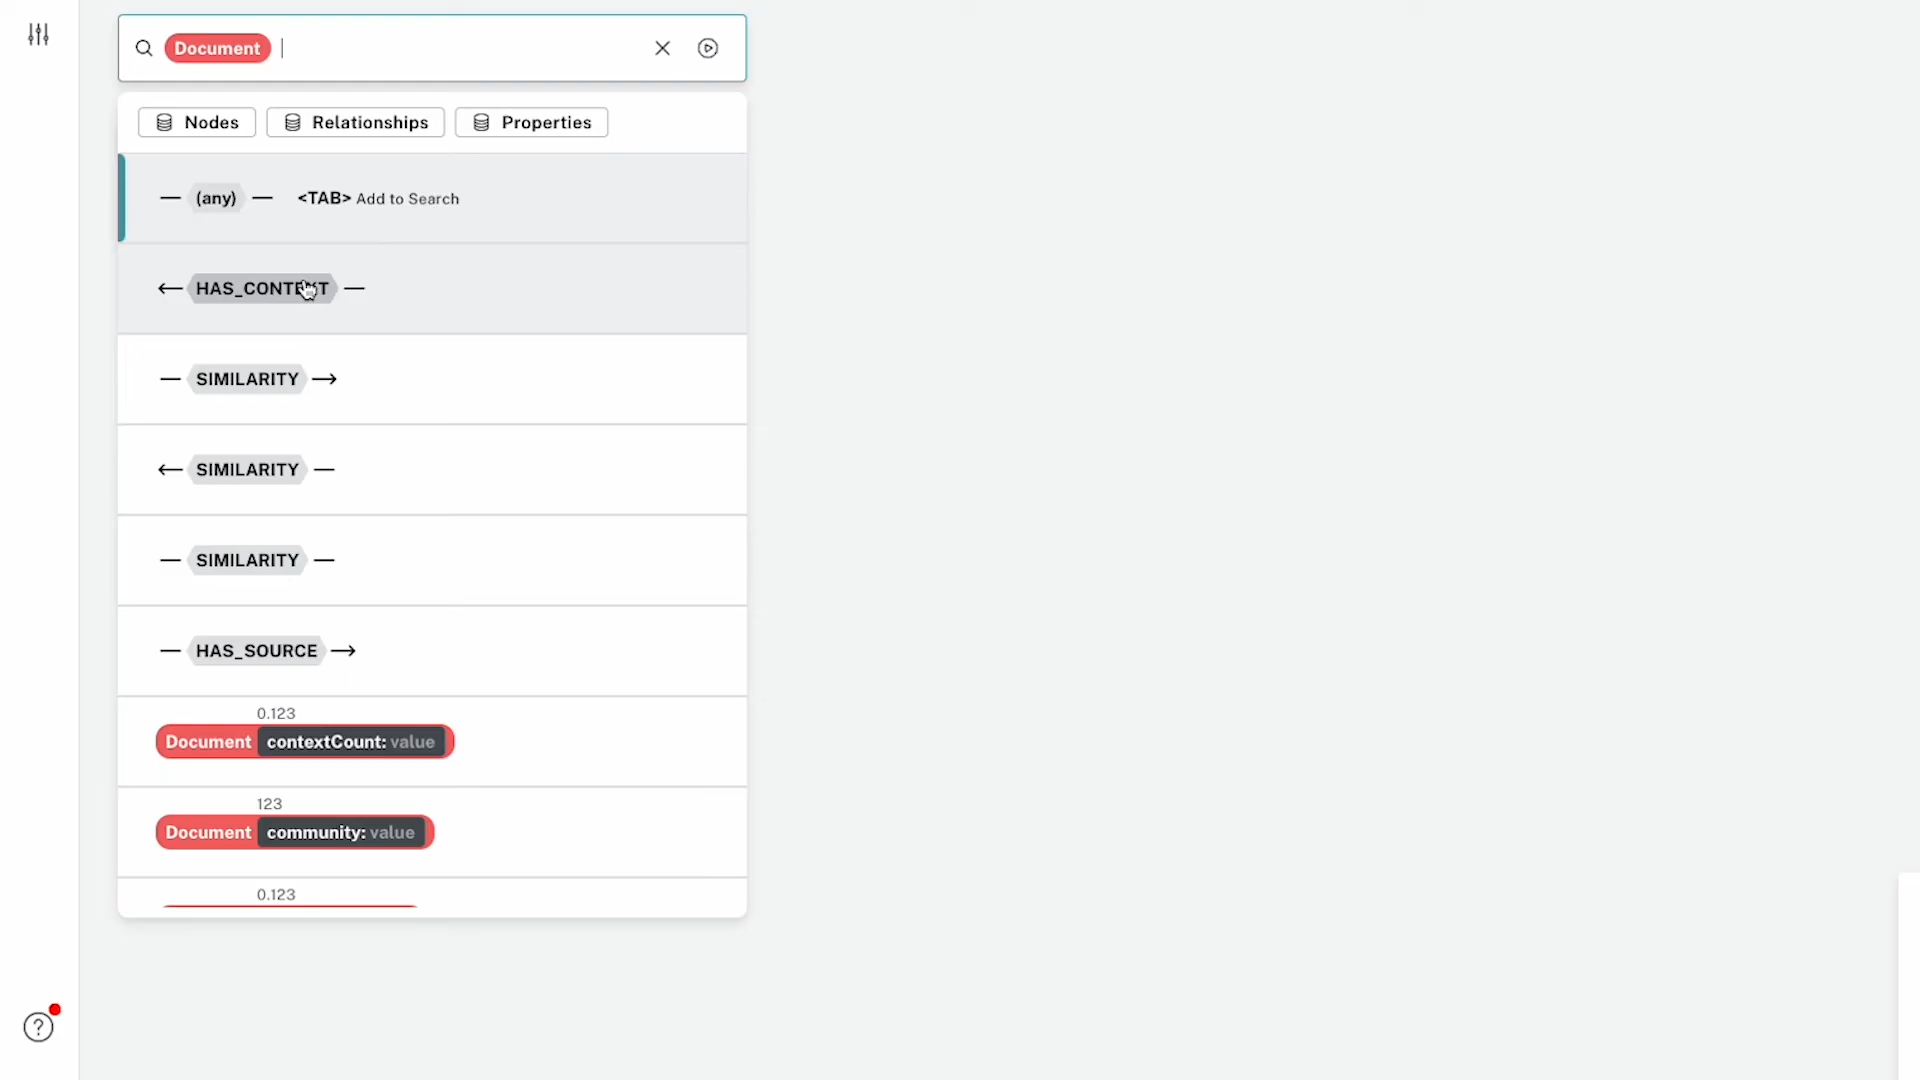 Document
Nodes Relationships Properties
(any) <TAB> Add to Search
HAS_CONTEXT
SIMILARITY
SIMILARITY
SIMILARITY
HAS_SOURCE
0.123
Document contextCount: value
123
Document community: value
0.123